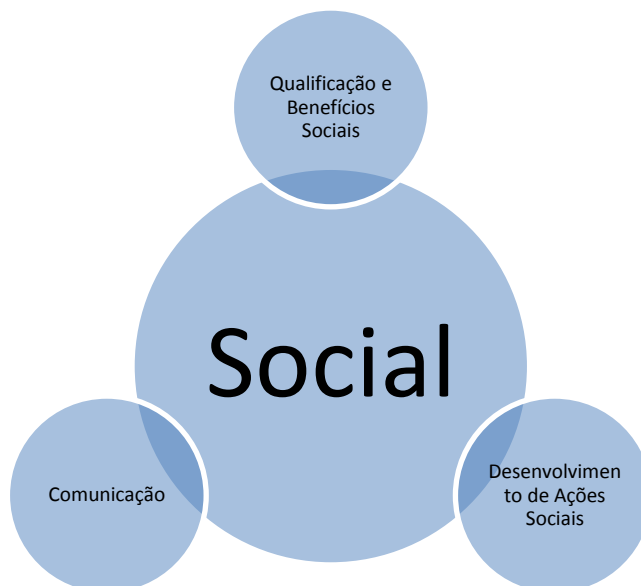 Qualificação e
Benefícios
Sociais
Social
Comunicação
Desenvolvimen
to de Ações
Sociais